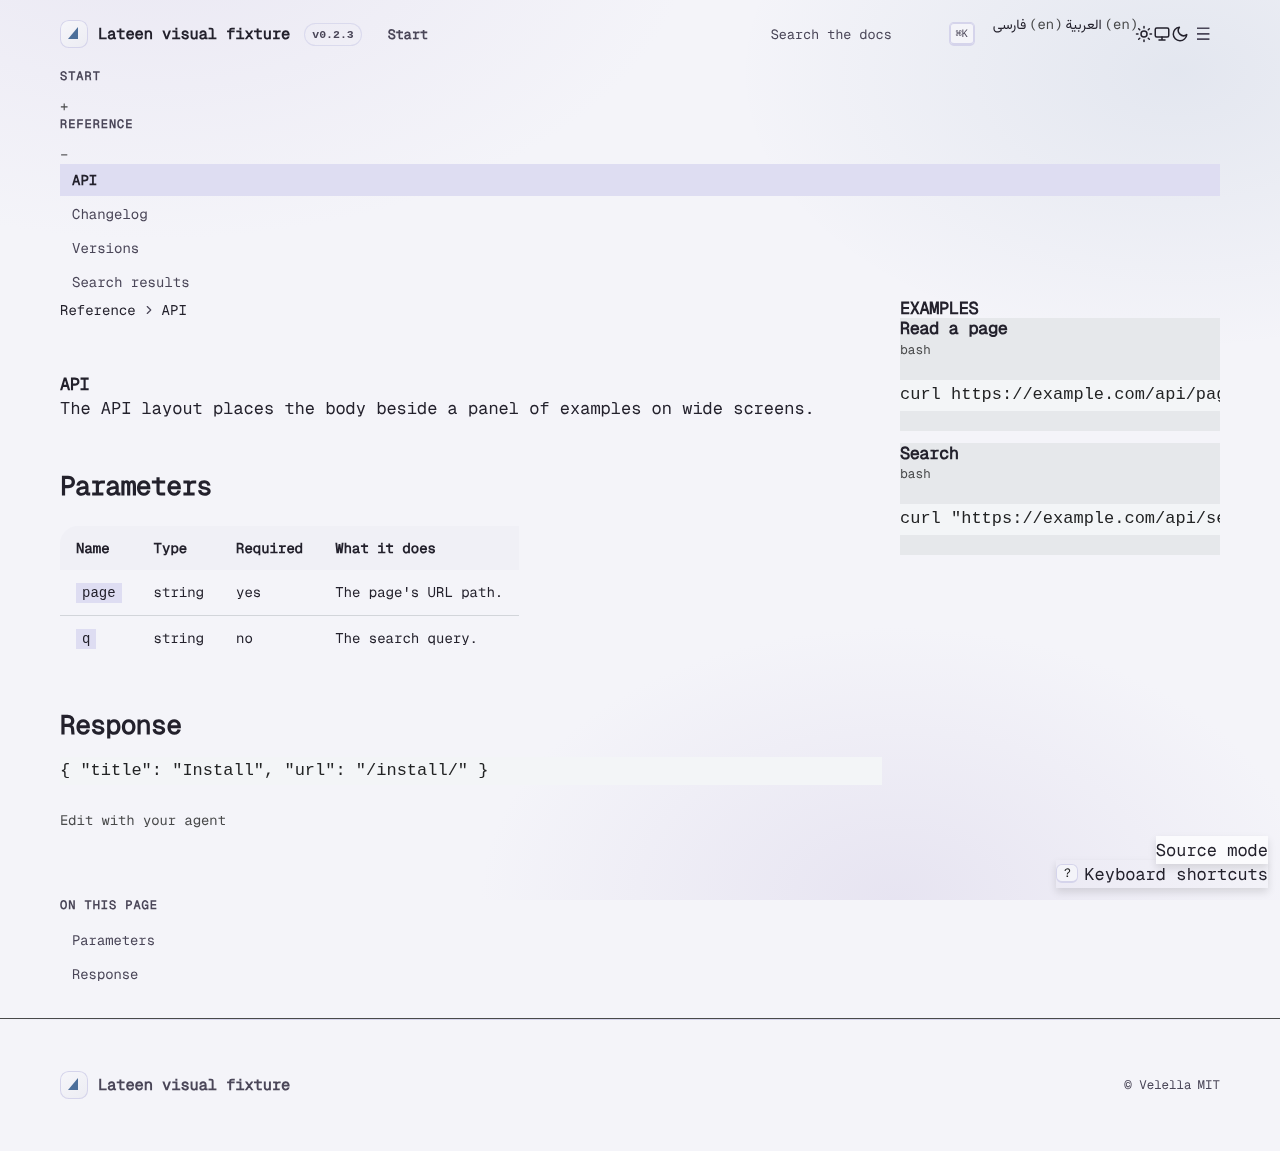 Lateen visual fixture v0.2.3 Start Search the docs ⌘K فارسی (en) العربية (en)
START
+
REFERENCE
−
API
Changelog
Versions
Search results
Reference › API
API
The API layout places the body beside a panel of examples on wide screens.
Parameters
Name Type Required What it does
page string yes The page's URL path.
q string no The search query.
Response
{ "title": "Install", "url": "/install/" }
Edit with your agent
EXAMPLES
Read a page
bash
curl https://example.com/api/pag
Search
bash
curl "https://example.com/api/se
Source mode
? Keyboard shortcuts
ON THIS PAGE
Parameters
Response
Lateen visual fixture
© Velella MIT